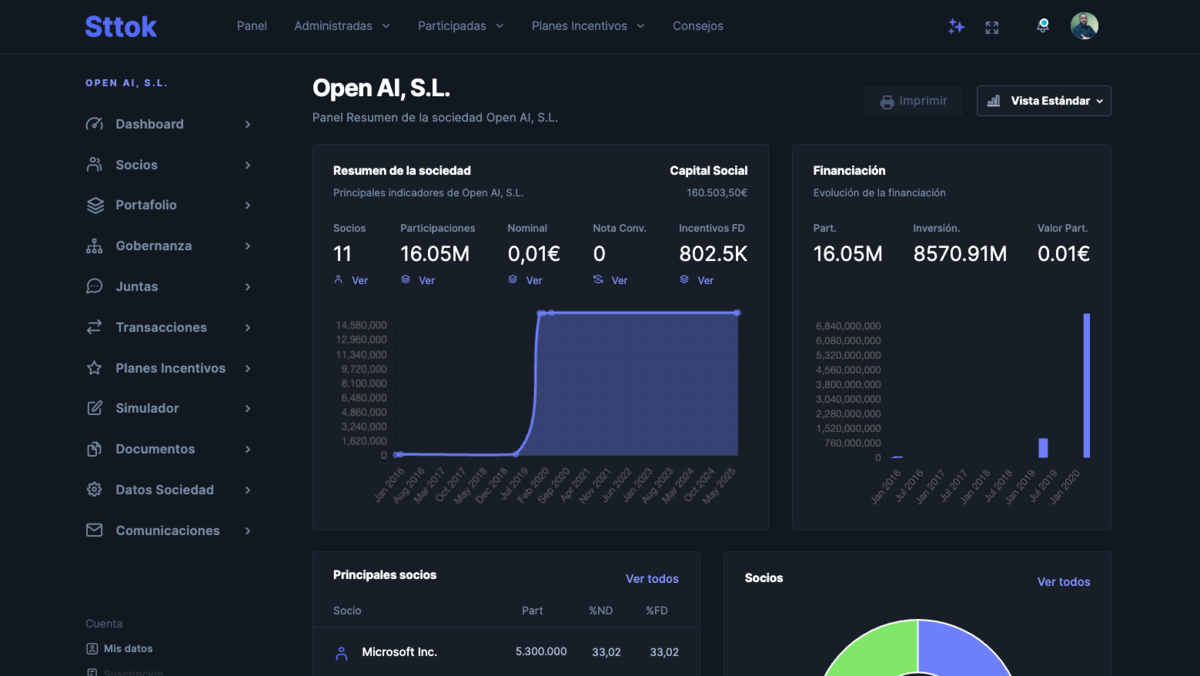 Sttok
Panel
Administradas
Participadas
Planes Incentivos
Consejos
OPEN AI, S.L.
Dashboard
Socios
Portafolio
Gobernanza
Juntas
Transacciones
Planes Incentivos
Simulador
Documentos
Datos Sociedad
Comunicaciones
Cuenta
Mis datos
Suscripción
Open AI, S.L.
Panel Resumen de la sociedad Open AI, S.L.
Imprimir
Vista Estándar
Resumen de la sociedad
Capital Social
Principales indicadores de Open AI, S.L.
160.503,50€
Socios
Participaciones
Nominal
Nota Conv.
Incentivos FD
11
16.05M
0,01€
0
802.5K
Ver
Ver
Ver
Ver
Ver
14,580,000
12,960,000
11,340,000
9,720,000
8,100,000
6,480,000
4,860,000
3,240,000
1,620,000
0
Jan 2016
Aug 2016
Mar 2017
Oct 2017
May 2018
Dec 2018
Jul 2019
Feb 2020
Sep 2020
Apr 2021
Nov 2021
Jun 2022
Jan 2023
Aug 2023
Mar 2024
Oct 2024
May 2025
Financiación
Evolución de la financiación
Part.
Inversión.
Valor Part.
16.05M
8570.91M
0.01€
6,840,000,000
6,080,000,000
5,320,000,000
4,560,000,000
3,800,000,000
3,040,000,000
2,280,000,000
1,520,000,000
760,000,000
0
Jan 2016
Jul 2016
Jan 2017
Jul 2017
Jan 2018
Jul 2018
Jan 2019
Jul 2019
Jan 2020
Principales socios
Ver todos
Socio
Part
%ND
%FD
Microsoft Inc.
5.300.000
33,02
33,02
Socios
Ver todos